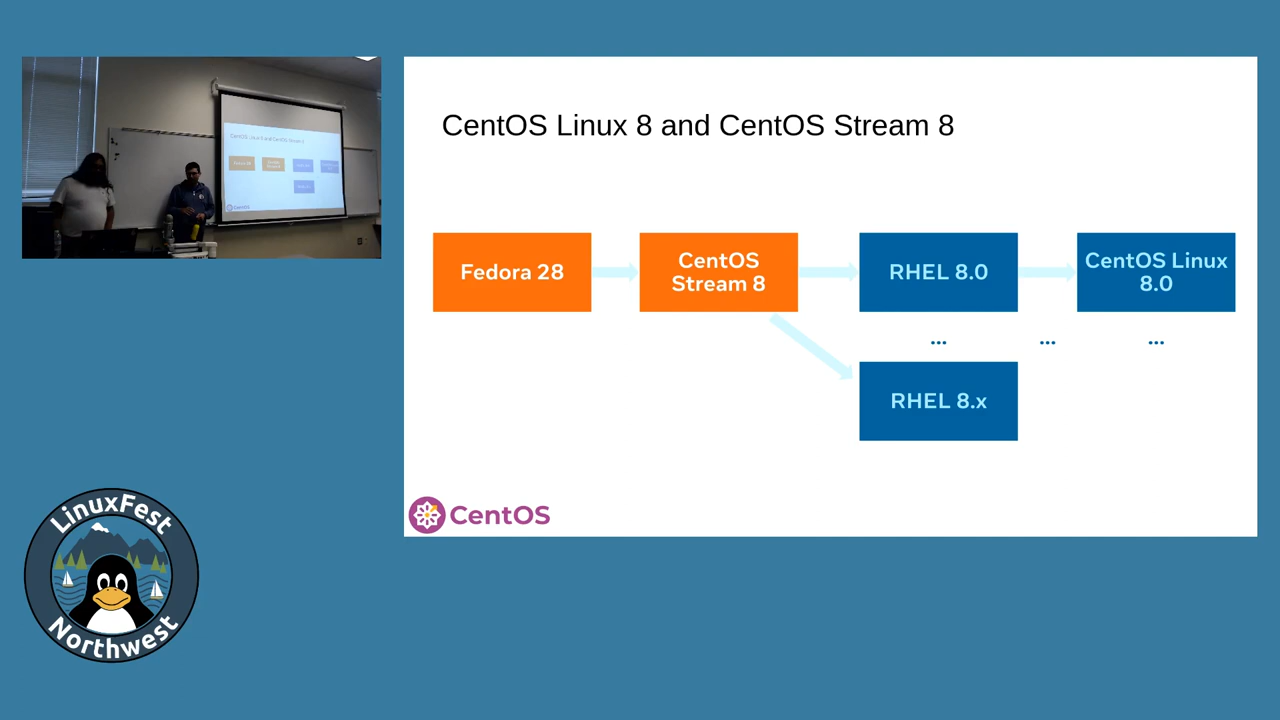 CentOS Linux 8 and CentOS Stream 8
Fedora 28
CentOS
Stream 8
RHEL 8.0
CentOS Linux
8.0
...
...
...
RHEL 8.x
CentOS
LinuxFest
Northwest